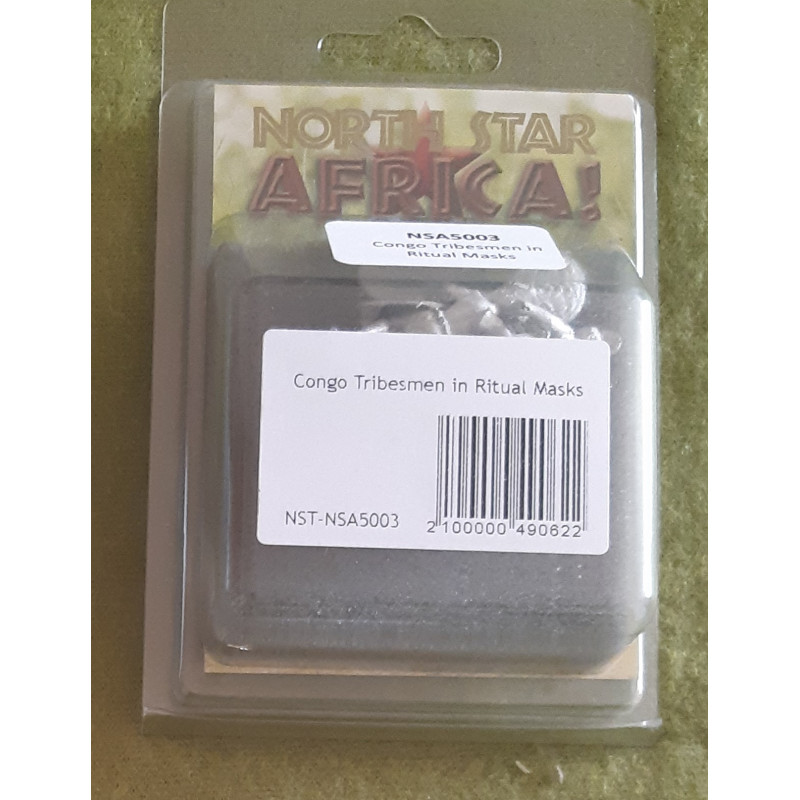 NORTH STAR
AFRICA!
NSA5003
Congo Tribesmen in
Ritual Masks
Congo Tribesmen in Ritual Masks
NST-NSA5003
2 100000 490622